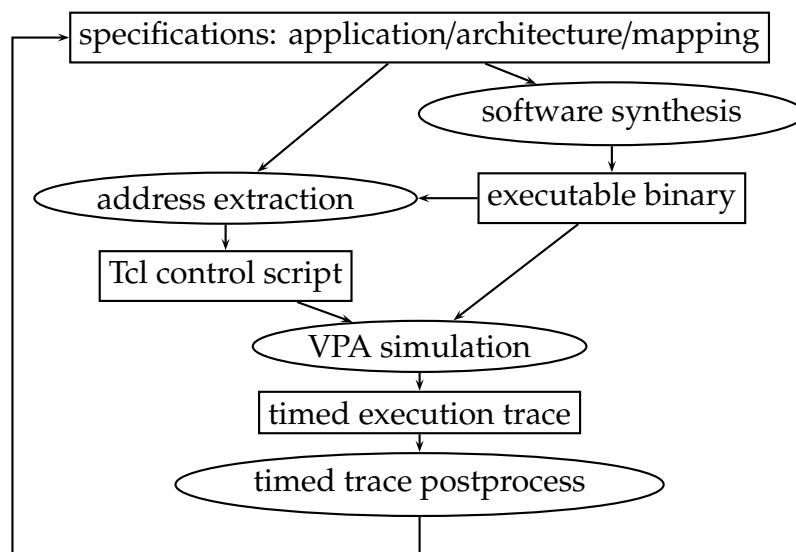 specifications: application/architecture/mapping
software synthesis
address extraction
executable binary
Tcl control script
VPA simulation
timed execution trace
timed trace postprocess